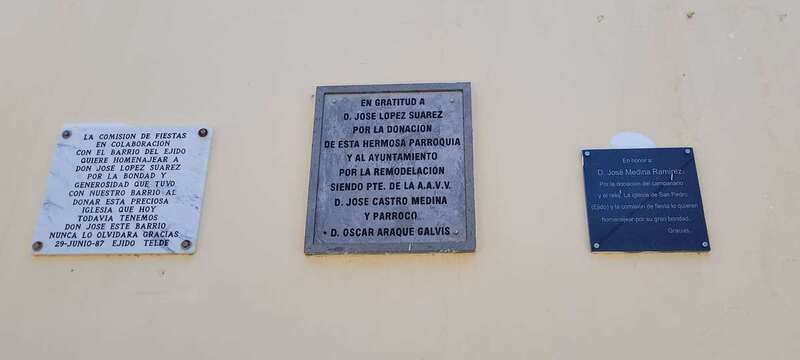 LA COMISION DE FIESTAS
EN COLABORACION
CON EL BARRIO DEL EJIDO
QUIERE HOMENAJEAR A
DON JOSE LOPEZ SUAREZ
POR LA BONDAD Y
GENEROSIDAD QUE TUVO
CON NUESTRO BARRIO AL
DONAR ESTA PRECIOSA
IGLESIA QUE HOY
TODAVIA TENEMOS
DON JOSE ESTE BARRIO
NUNCA LO OLVIDARA GRACIAS
29-JUNIO-87 EJIDO TELDE
EN GRATITUD A
D. JOSE LOPEZ SUAREZ
POR LA DONACION
DE ESTA HERMOSA PARROQUIA
Y AL AYUNTAMIENTO
POR LA REMODELACION
SIENDO PTE. DE LA A.A.V.V.
D. JOSE CASTRO MEDINA
Y PARROCO
D. OSCAR ARAQUE GALVIS
En honor a:
D. José Medina Ramírez.
Por la donación del campanario
y el reloj. La iglesia de San Pedro
(Ejido) y la comisión de fiesta lo quieren
homenajear por su gran bondad.
Gracias.